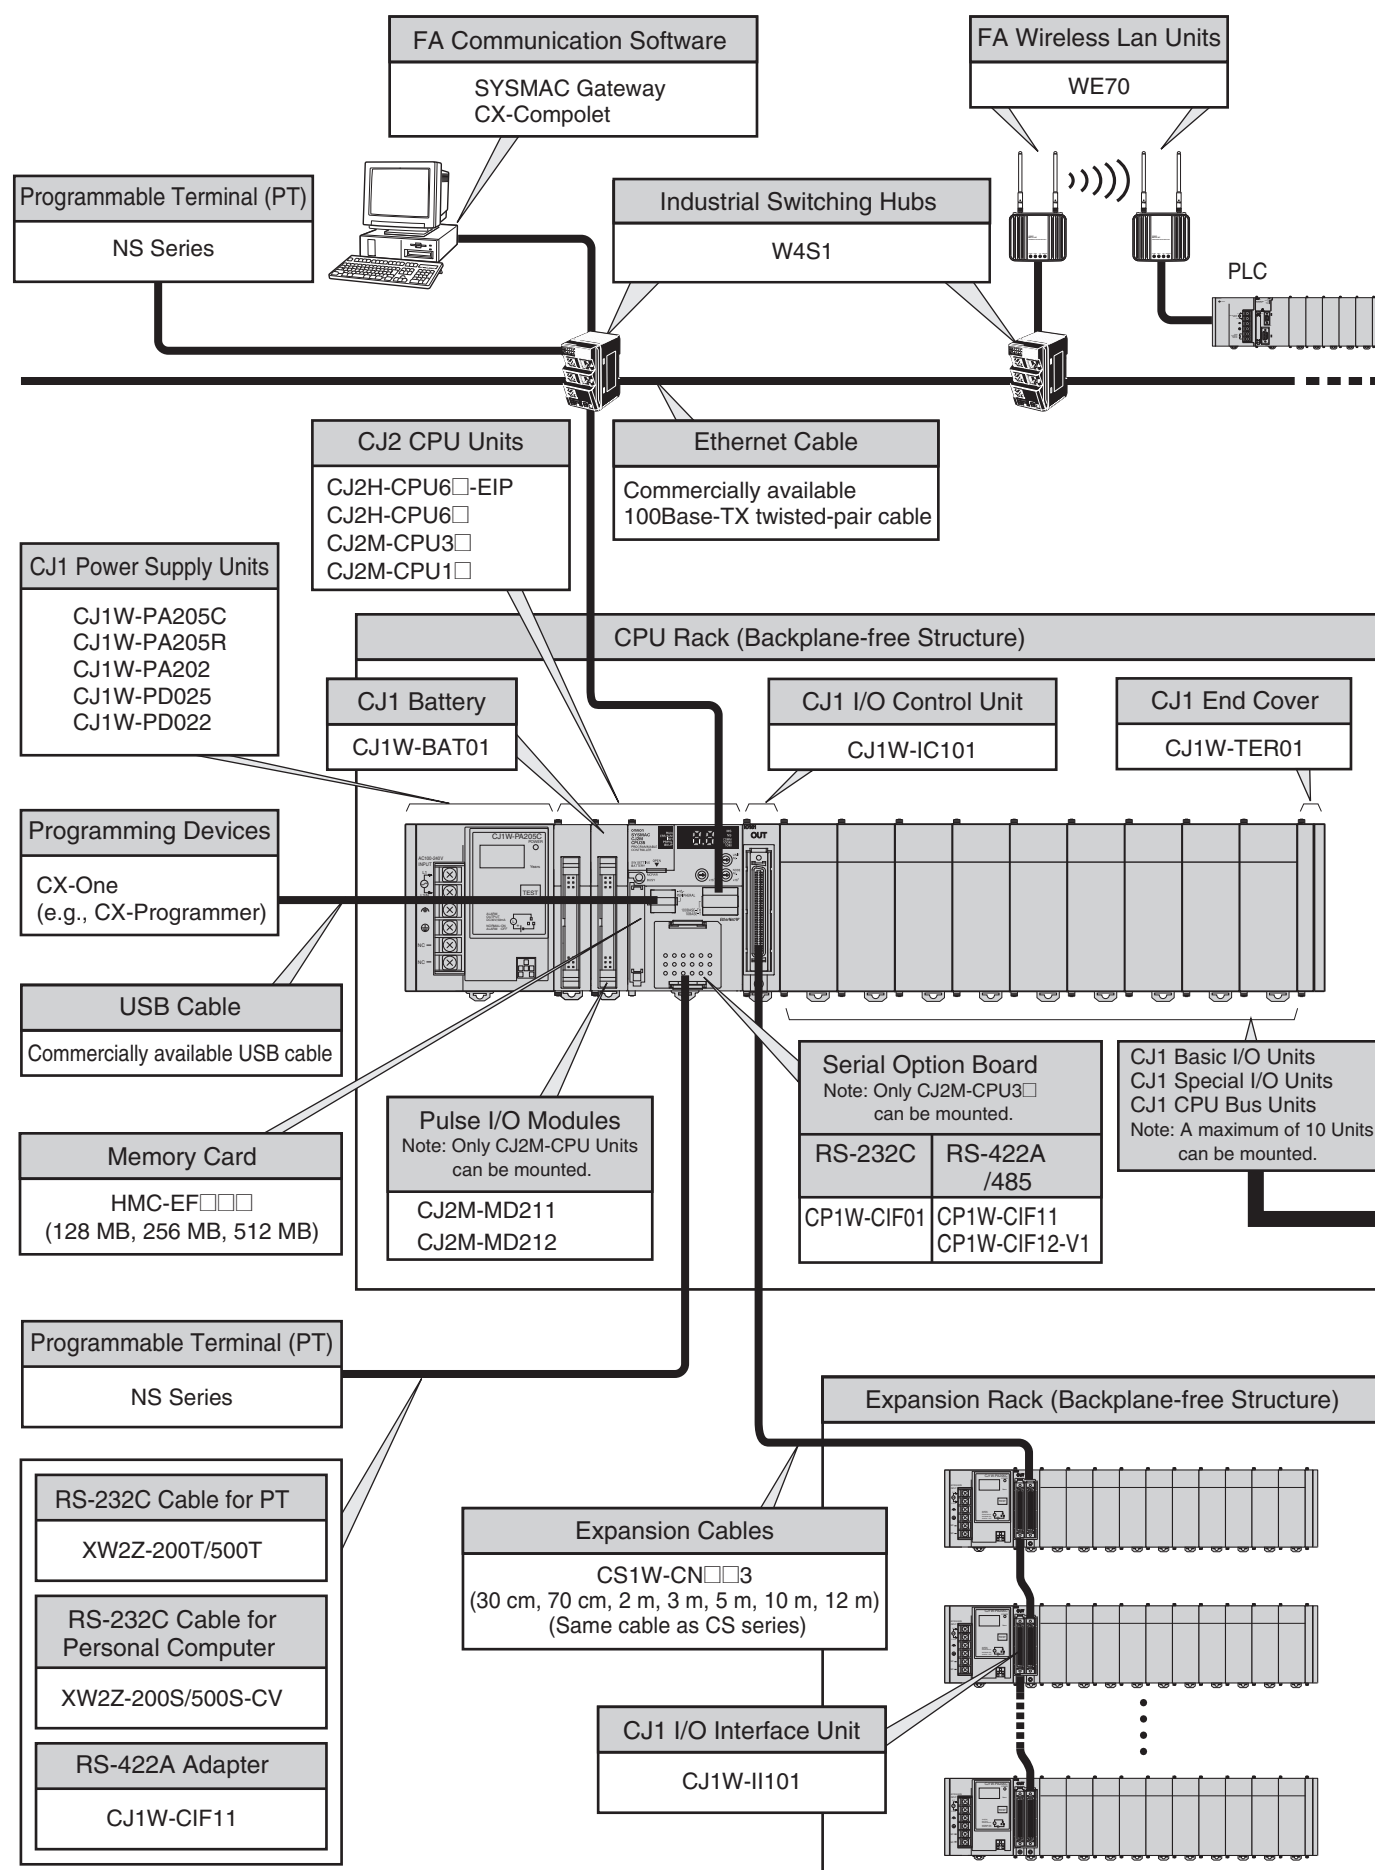 FA Communication Software
SYSMAC Gateway
CX-Compolet
FA Wireless Lan Units
WE70
Programmable Terminal (PT)
NS Series
Industrial Switching Hubs
W4S1
PLC
CJ2 CPU Units
CJ2H-CPU6□-EIP
CJ2H-CPU6□
CJ2M-CPU3□
CJ2M-CPU1□
Ethernet Cable
Commercially available
100Base-TX twisted-pair cable
CJ1 Power Supply Units
CJ1W-PA205C
CJ1W-PA205R
CJ1W-PA202
CJ1W-PD025
CJ1W-PD022
CPU Rack (Backplane-free Structure)
CJ1 Battery
CJ1W-BAT01
CJ1 I/O Control Unit
CJ1W-IC101
CJ1 End Cover
CJ1W-TER01
Programming Devices
CX-One
(e.g., CX-Programmer)
CJ1W-PA205C
POWER
AC100-240V
INPUT
TEST
NC
NC
SYSMAC
OUT
USB Cable
Commercially available USB cable
Memory Card
HMC-EF□□□
(128 MB, 256 MB, 512 MB)
Pulse I/O Modules
Note: Only CJ2M-CPU Units
can be mounted.
CJ2M-MD211
CJ2M-MD212
Serial Option Board
Note: Only CJ2M-CPU3□
can be mounted.
RS-232C
RS-422A
/485
CP1W-CIF01
CP1W-CIF11
CP1W-CIF12-V1
CJ1 Basic I/O Units
CJ1 Special I/O Units
CJ1 CPU Bus Units
Note: A maximum of 10 Units
can be mounted.
Programmable Terminal (PT)
NS Series
RS-232C Cable for PT
XW2Z-200T/500T
RS-232C Cable for
Personal Computer
XW2Z-200S/500S-CV
RS-422A Adapter
CJ1W-CIF11
Expansion Rack (Backplane-free Structure)
Expansion Cables
CS1W-CN□□3
(30 cm, 70 cm, 2 m, 3 m, 5 m, 10 m, 12 m)
(Same cable as CS series)
CJ1 I/O Interface Unit
CJ1W-II101